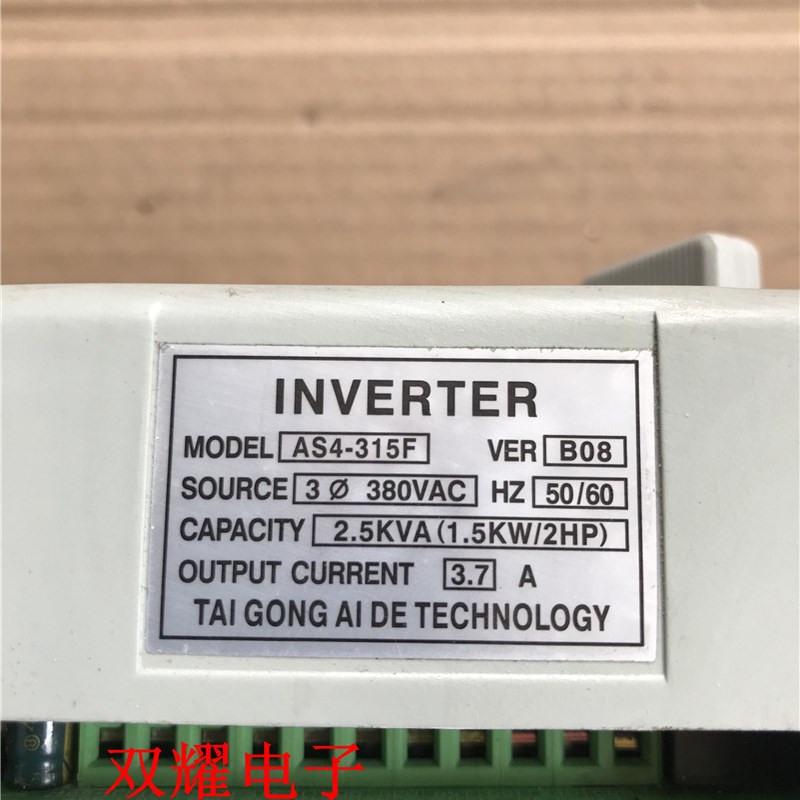 INVERTER
MODEL AS4-315F VER B08
SOURCE 3 Ø 380VAC HZ 50/60
CAPACITY 2.5KVA(1.5KW/2HP)
OUTPUT CURRENT 3.7 A
TAI GONG AI DE TECHNOLOGY
双耀电子